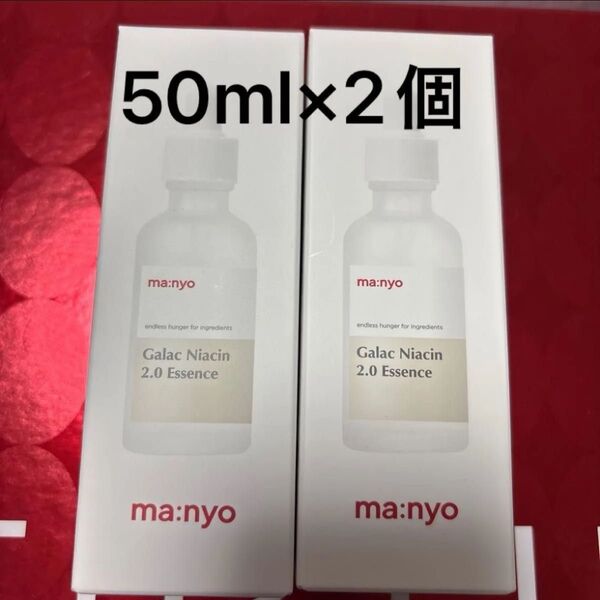 50ml×2個
ma:nyo
endless hunger for ingredients
Galac Niacin
2.0 Essence
ma:nyo
ma:nyo
endless hunger for ingredients
Galac Niacin
2.0 Essence
ma:nyo